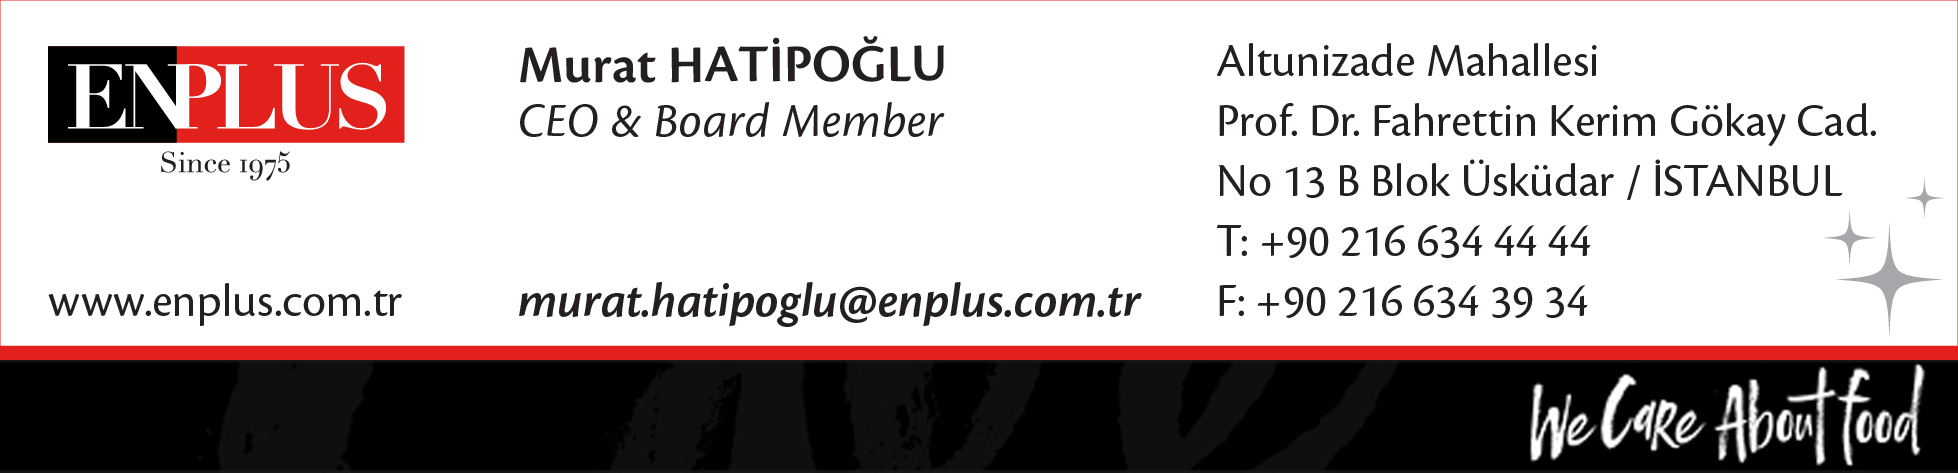 ENPLUS
Since 1975
www.enplus.com.tr
Murat HATİPOĞLU
CEO & Board Member
murat.hatipoglu@enplus.com.tr
Altunizade Mahallesi
Prof. Dr. Fahrettin Kerim Gökay Cad.
No 13 B Blok Üsküdar / İSTANBUL
T: +90 216 634 44 44
F: +90 216 634 39 34
We Care About food